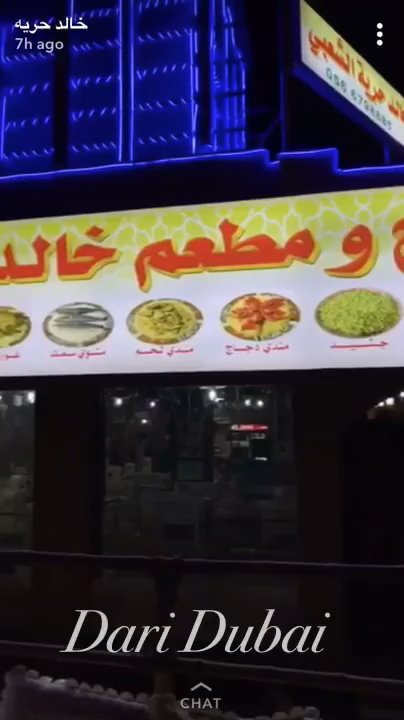 خالد حريه
7h ago
خالد حرية الشعبي
و مطعم خالد
مشوي سمك
مندي لحم
مندي دجاج
جشيد
Dari Dubai
CHAT